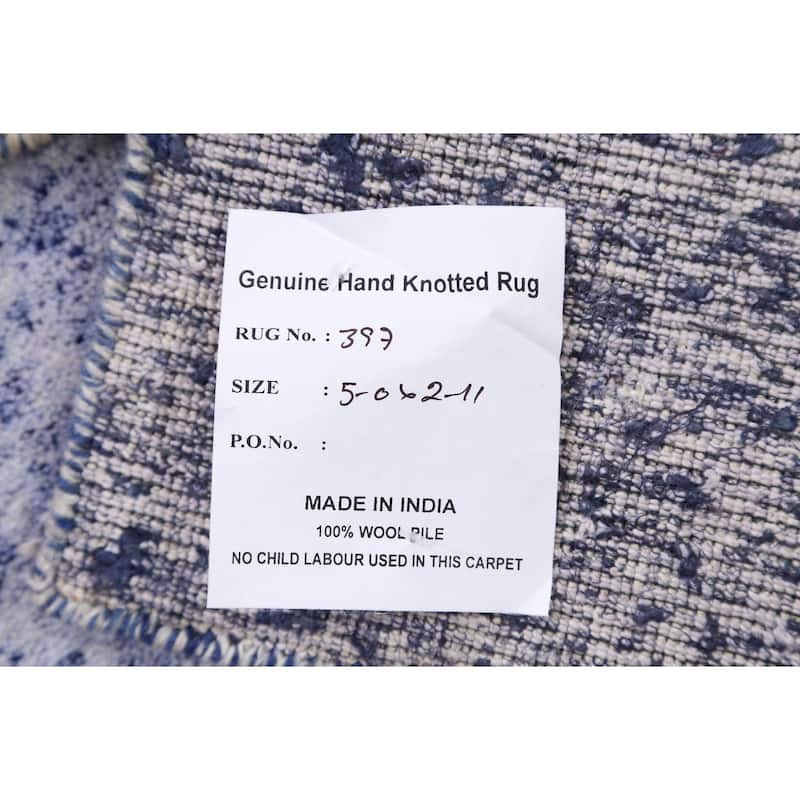 Genuine Hand Knotted Rug
RUG No. : 397
SIZE : 5-0x2-11
P.O.No. :
MADE IN INDIA
100% WOOL PILE
NO CHILD LABOUR USED IN THIS CARPET